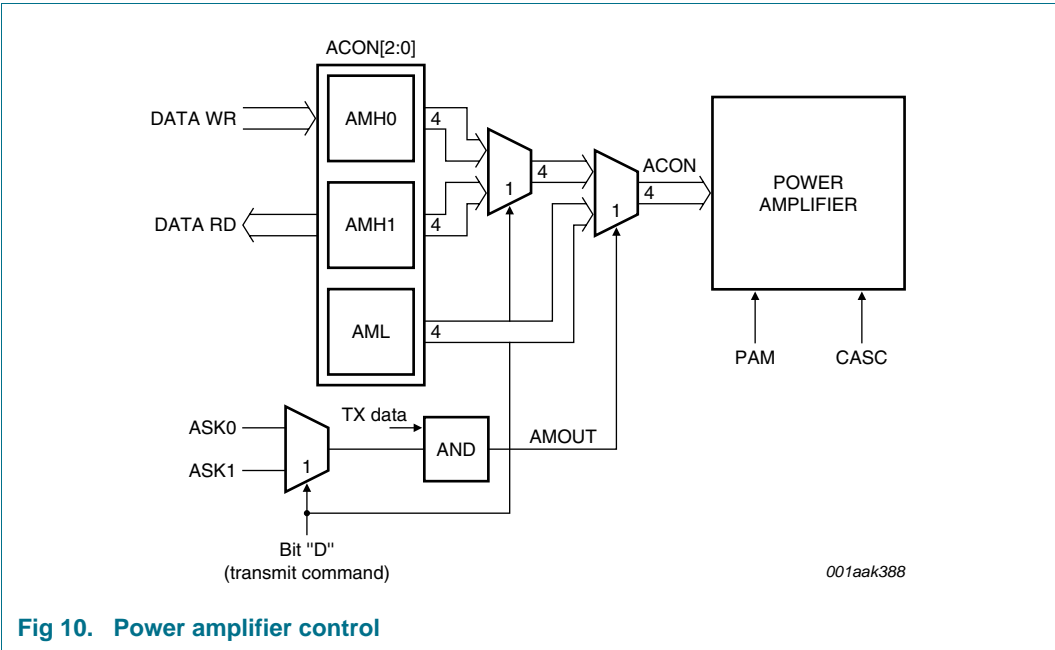 ACON[2:0]
DATA WR
AMH0
4
1
4
ACON
4
1
POWER
AMPLIFIER
DATA RD
AMH1
4
AML
4
PAM
CASC
TX data
ASK0
ASK1
1
AND
AMOUT
Bit "D"
(transmit command)
001aak388
Fig 10. Power amplifier control